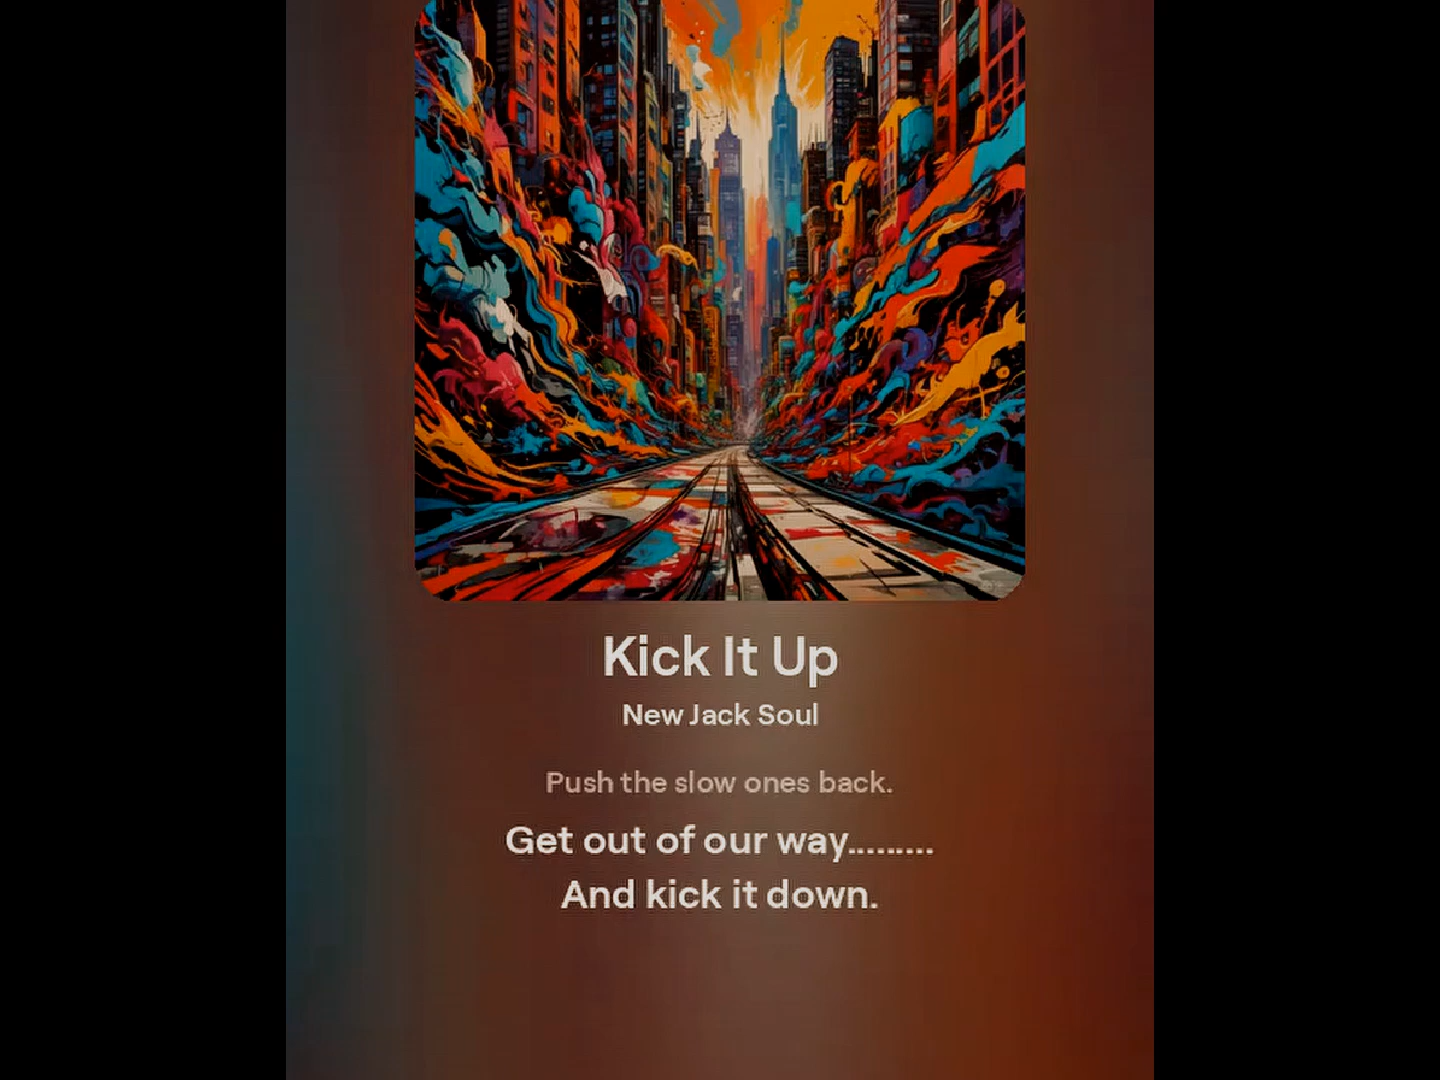 Kick It Up
New Jack Soul
Push the slow ones back.
Get out of our way.........
And kick it down.